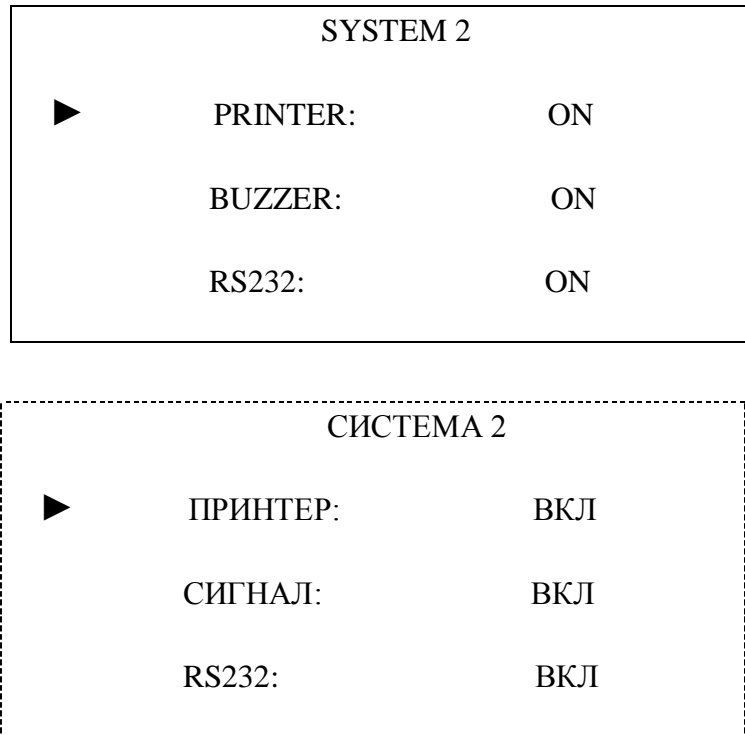 SYSTEM 2
► PRINTER: ON
BUZZER: ON
RS232: ON
СИСТЕМА 2
► ПРИНТЕР: ВКЛ
СИГНАЛ: ВКЛ
RS232: ВКЛ